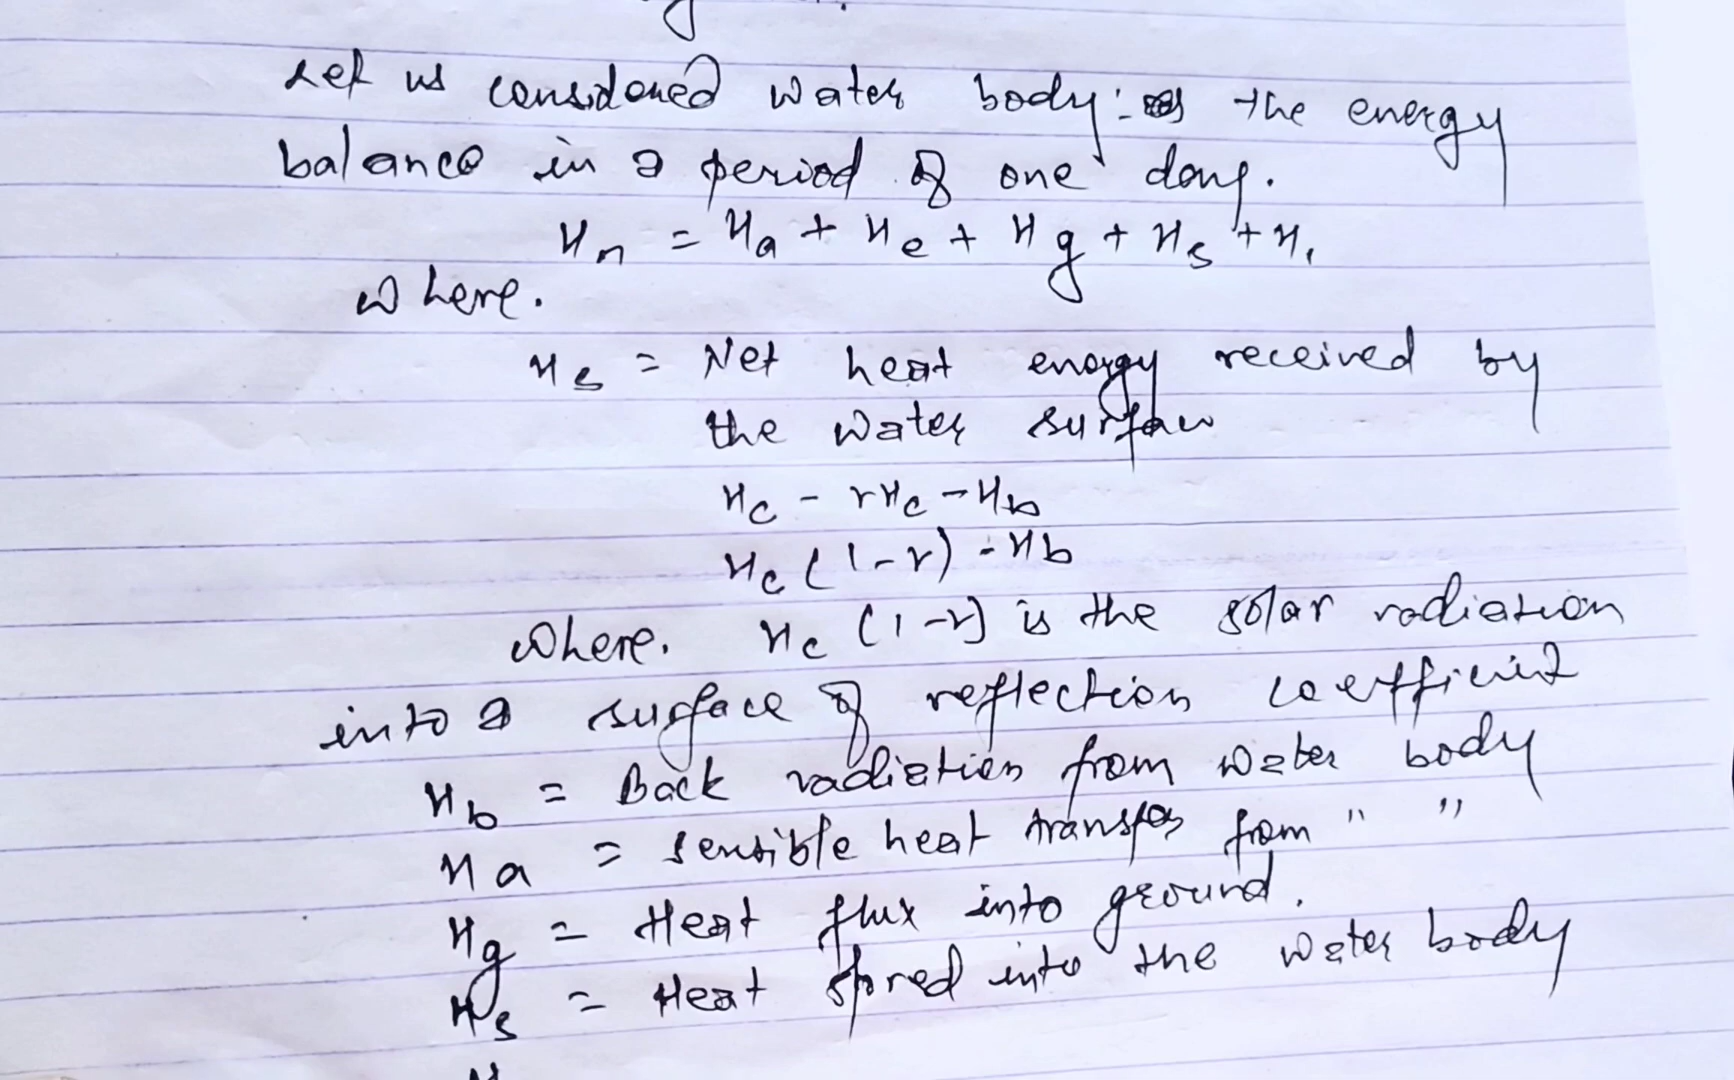 Let us considered water body: the energy
balance in a period of one day.
Hn = Ha + He + Hg + Hs + Hi
where.
Hs = Net heat energy received by
the water surface
Hc - rHc - Hb
Hc (1-r) - Hb
where. Hc (1-r) is the solar radiation
into a surface of reflection coefficient
Hb = Back radiation from water body
Ha = sensible heat transfer from " "
Hg = Heat flux into ground.
Hs = Heat stored into the water body